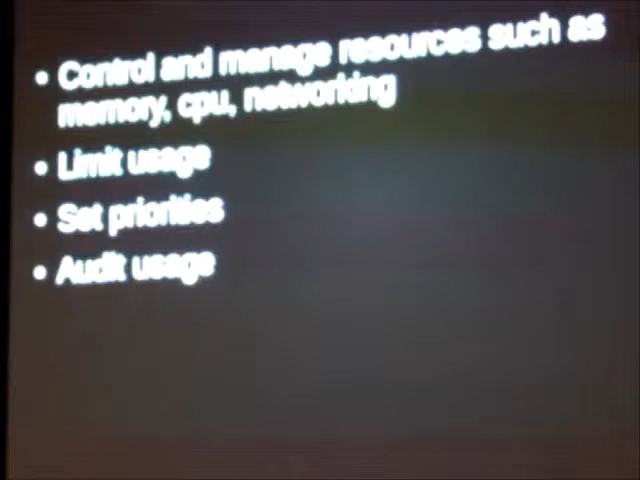 • Control and manage resources such as
memory, cpu, networking
• Limit usage
• Set priorities
• Audit usage